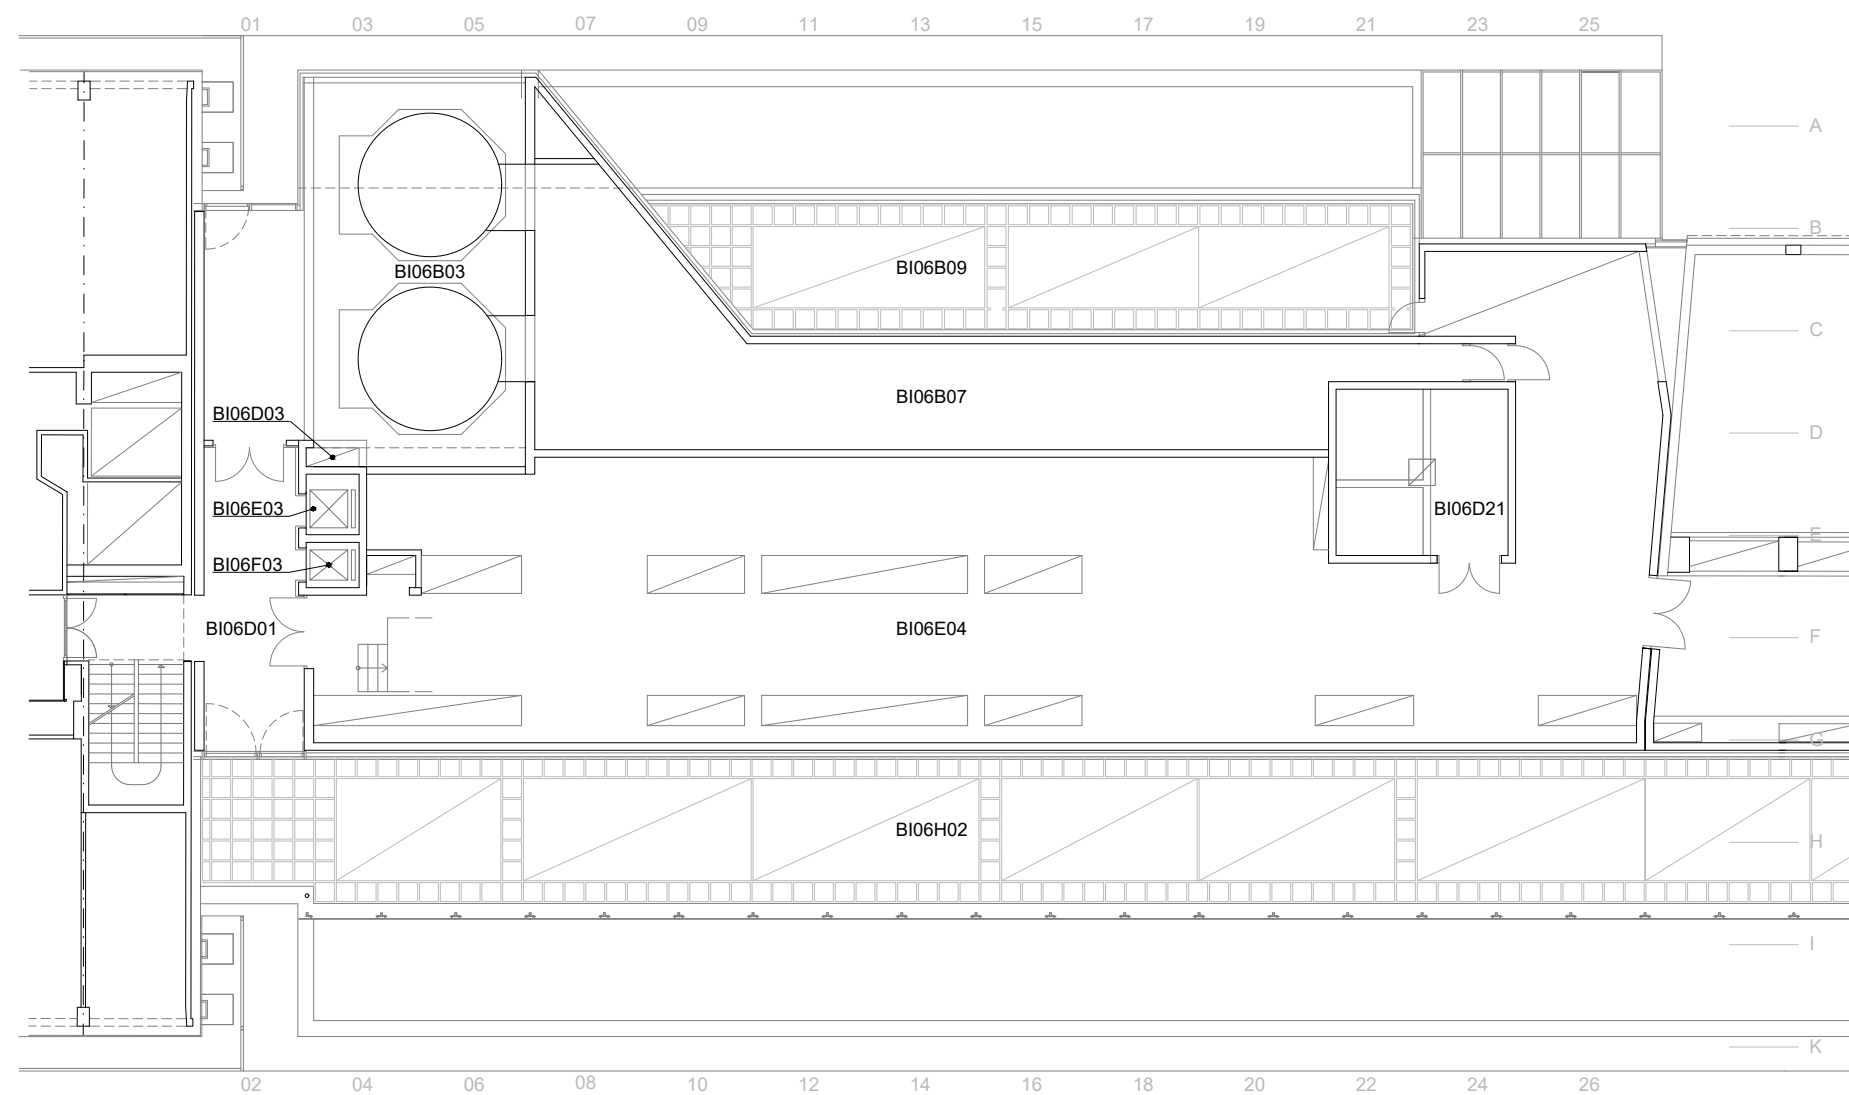 01 03 05 07 09 11 13 15 17 19 21 23 25
A
B
BI06B09
BI06B03
C
BI06B07
BI06D03
D
BI06E03
BI06D21
E
BI06F03
BI06D01
BI06E04
F
G
BI06H02
H
I
K
02 04 06 08 10 12 14 16 18 20 22 24 26